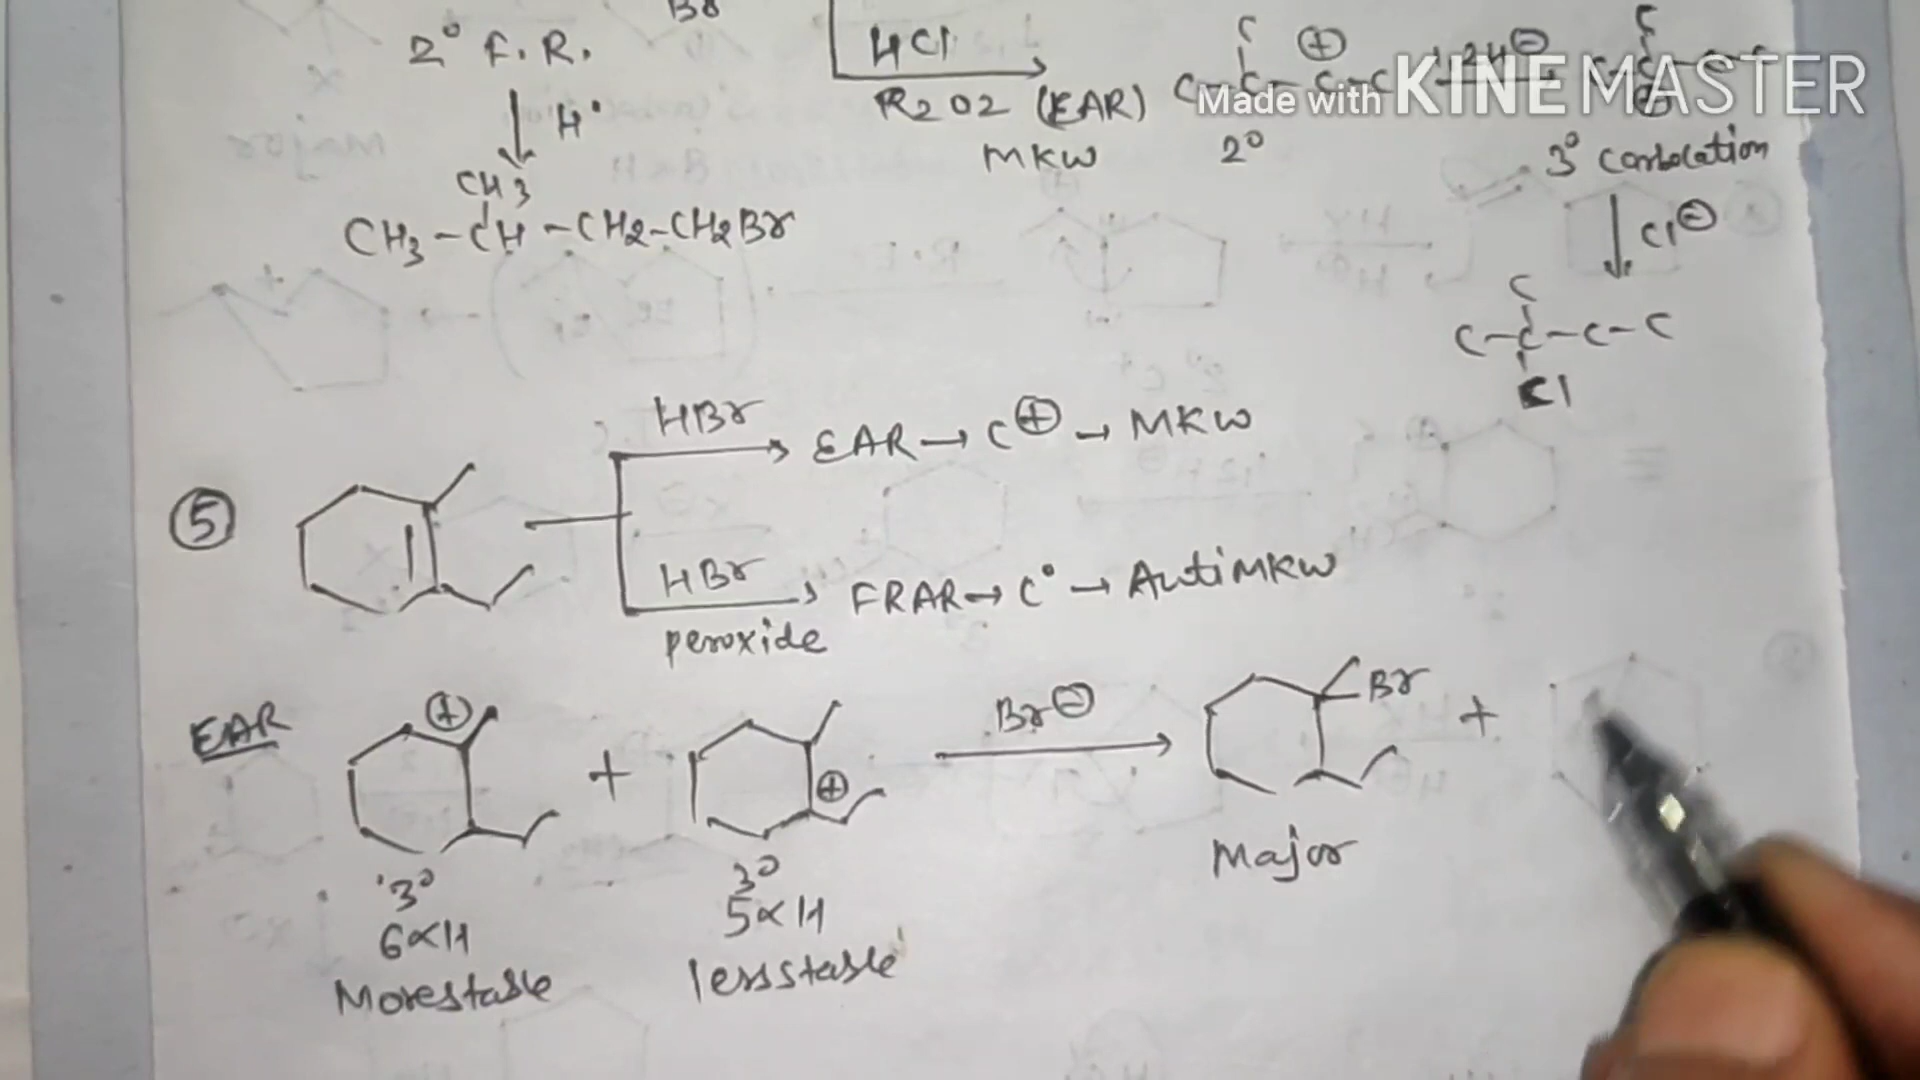 Br
2° F.R.
H•
CH3
CH3-CH-CH2-CH2Br
HCl
R2O2 (EAR)
MKW
C
C-C-C-C
⊕
2°
Made with KINEMASTER
3° Carbocation
Cl⊖
C
C-C-C-C
Cl
⑤
HBr
EAR → C⊕ → MKW
HBr
peroxide
FRAR → C• → AntiMKW
EAR
⊕
+
⊕
Br⊖
Br
+
3°
6αH
Morestable
3°
5αH
lessstable
Major